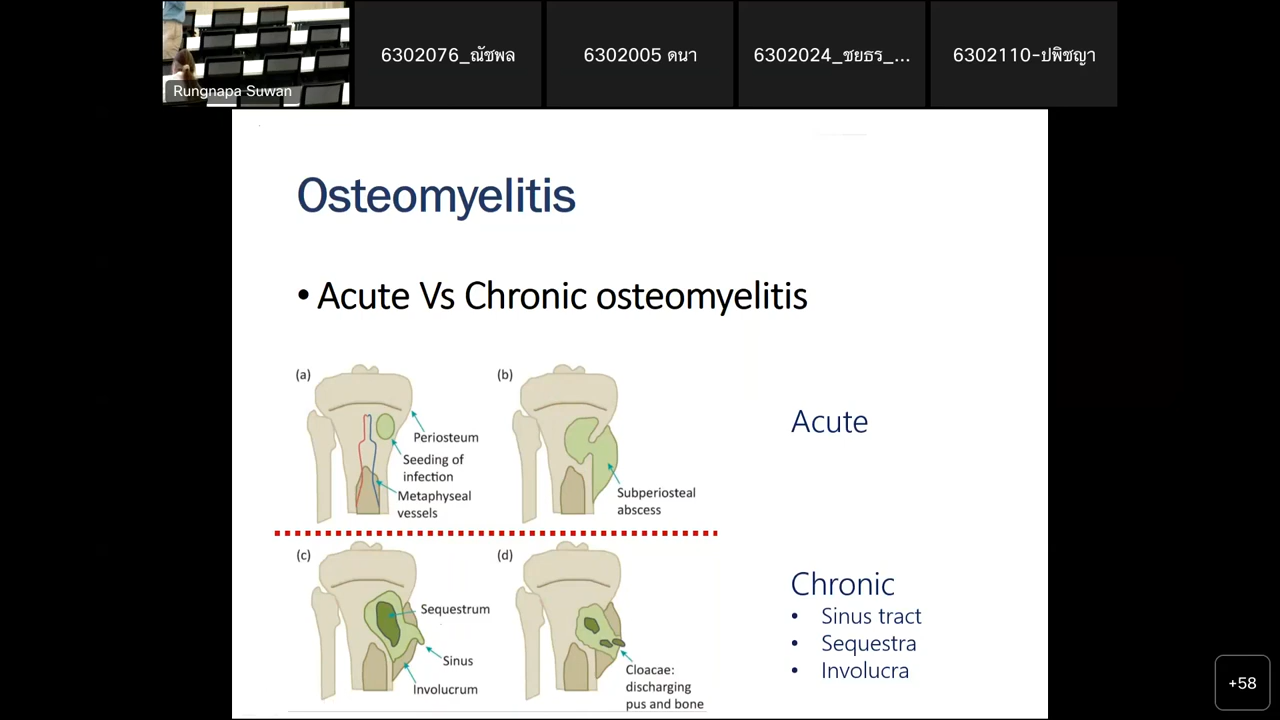 Rungnapa Suwan
6302076_ณัชพล
6302005 ดนา
6302024_ชยธร_...
6302110-ปพิชญา
Osteomyelitis
• Acute Vs Chronic osteomyelitis
(a)
Periosteum
Seeding of
infection
Metaphyseal
vessels
(b)
Subperiosteal
abscess
Acute
(c)
Sequestrum
Sinus
Involucrum
(d)
Cloacae:
discharging
pus and bone
Chronic
• Sinus tract
• Sequestra
• Involucra
+58